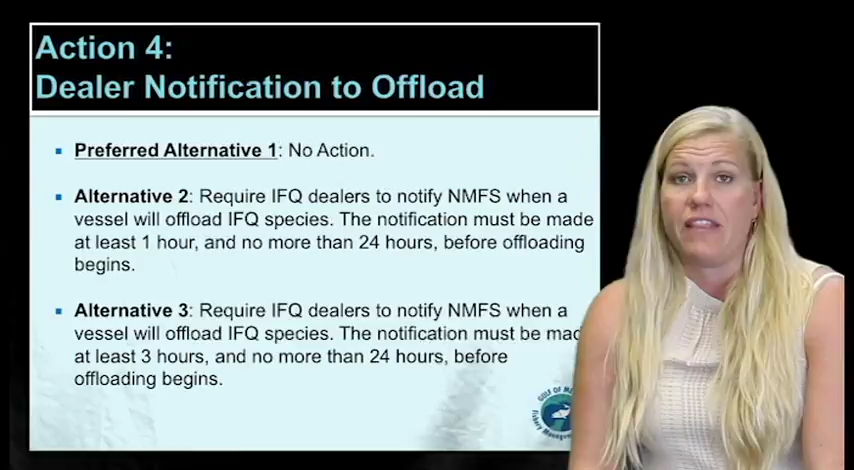 Action 4:
Dealer Notification to Offload
▪ Preferred Alternative 1: No Action.
▪ Alternative 2: Require IFQ dealers to notify NMFS when a
vessel will offload IFQ species. The notification must be made
at least 1 hour, and no more than 24 hours, before offloading
begins.
▪ Alternative 3: Require IFQ dealers to notify NMFS when a
vessel will offload IFQ species. The notification must be
at least 3 hours, and no more than 24 hours, before
offloading begins.
GULF OF
Fishery